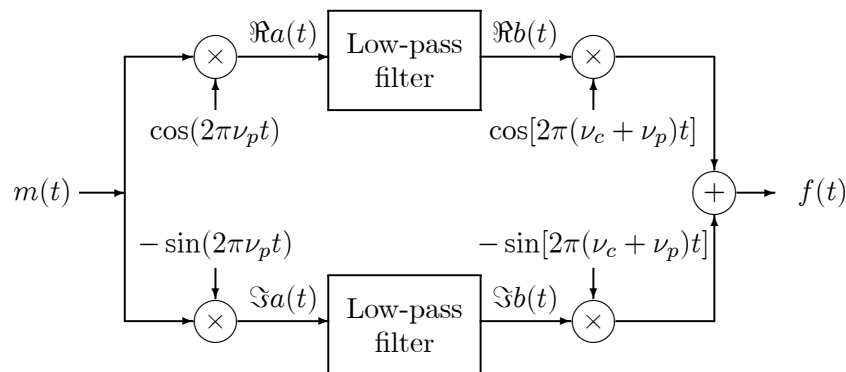 ℜa(t)
Low-pass
filter
ℜb(t)
×
×
cos(2πν_p t)
cos[2π(ν_c + ν_p)t]
m(t)
+
f(t)
− sin(2πν_p t)
− sin[2π(ν_c + ν_p)t]
ℑa(t)
Low-pass
filter
ℑb(t)
×
×